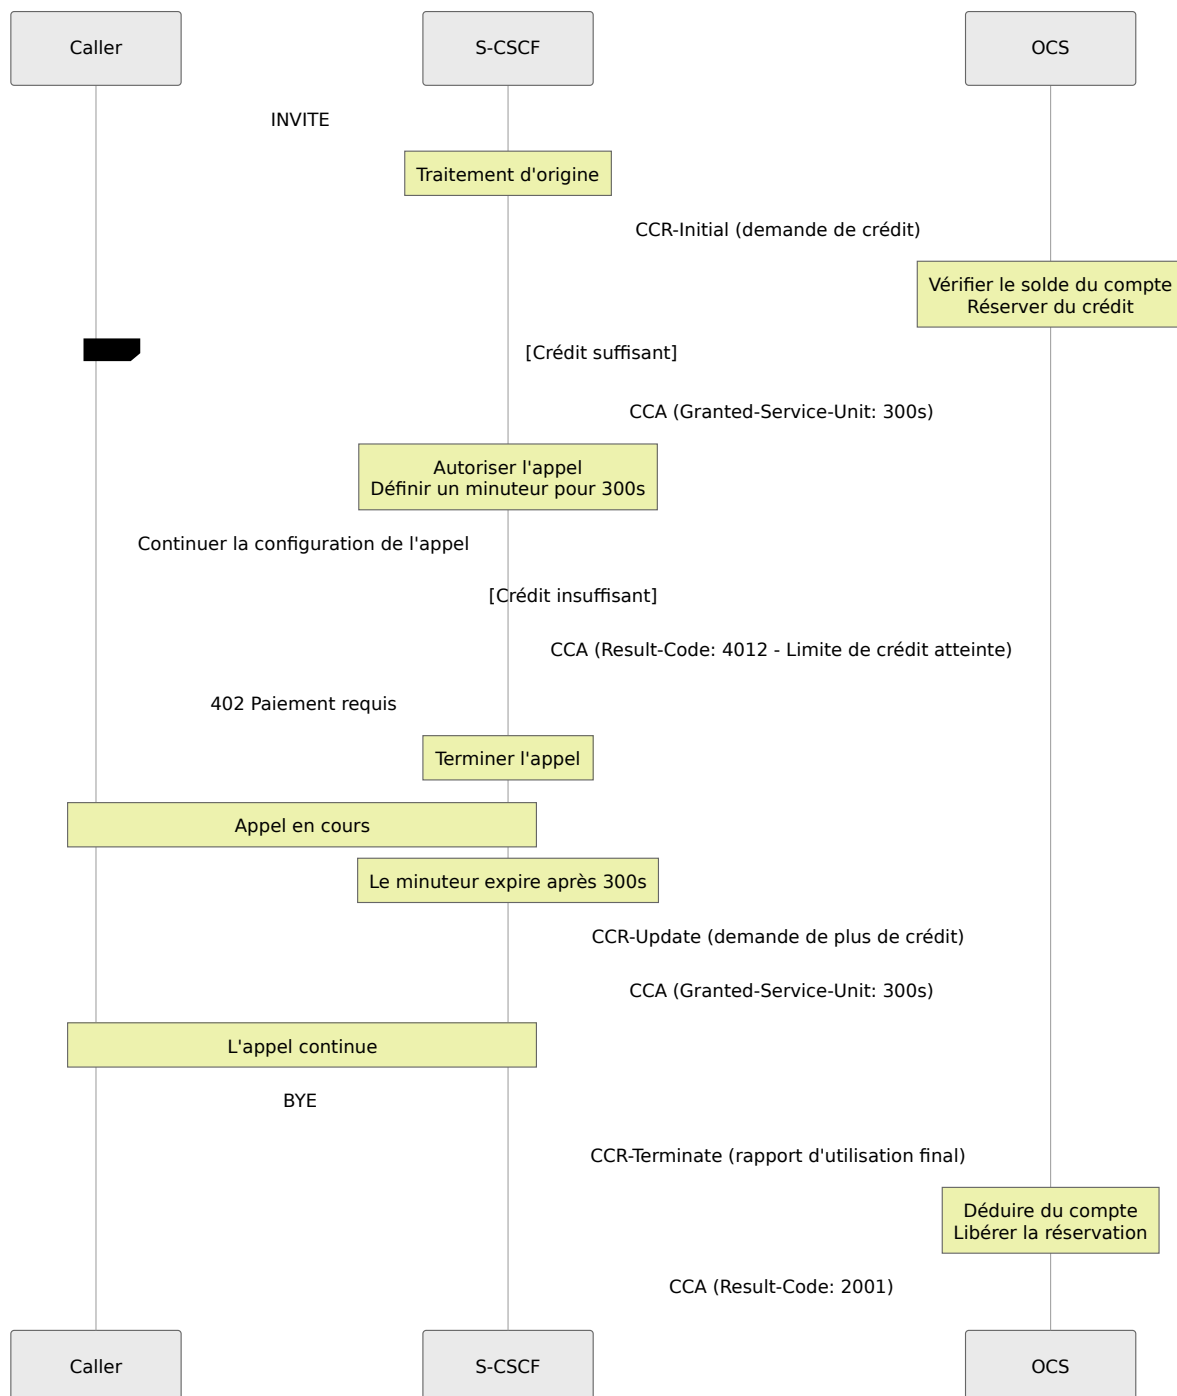 Caller
S-CSCF
OCS
INVITE
Traitement d'origine
CCR-Initial (demande de crédit)
Vérifier le solde du compte
Réserver du crédit
[Crédit suffisant]
CCA (Granted-Service-Unit: 300s)
Autoriser l'appel
Définir un minuteur pour 300s
Continuer la configuration de l'appel
[Crédit insuffisant]
CCA (Result-Code: 4012 - Limite de crédit atteinte)
402 Paiement requis
Terminer l'appel
Appel en cours
Le minuteur expire après 300s
CCR-Update (demande de plus de crédit)
CCA (Granted-Service-Unit: 300s)
L'appel continue
BYE
CCR-Terminate (rapport d'utilisation final)
Déduire du compte
Libérer la réservation
CCA (Result-Code: 2001)
Caller
S-CSCF
OCS